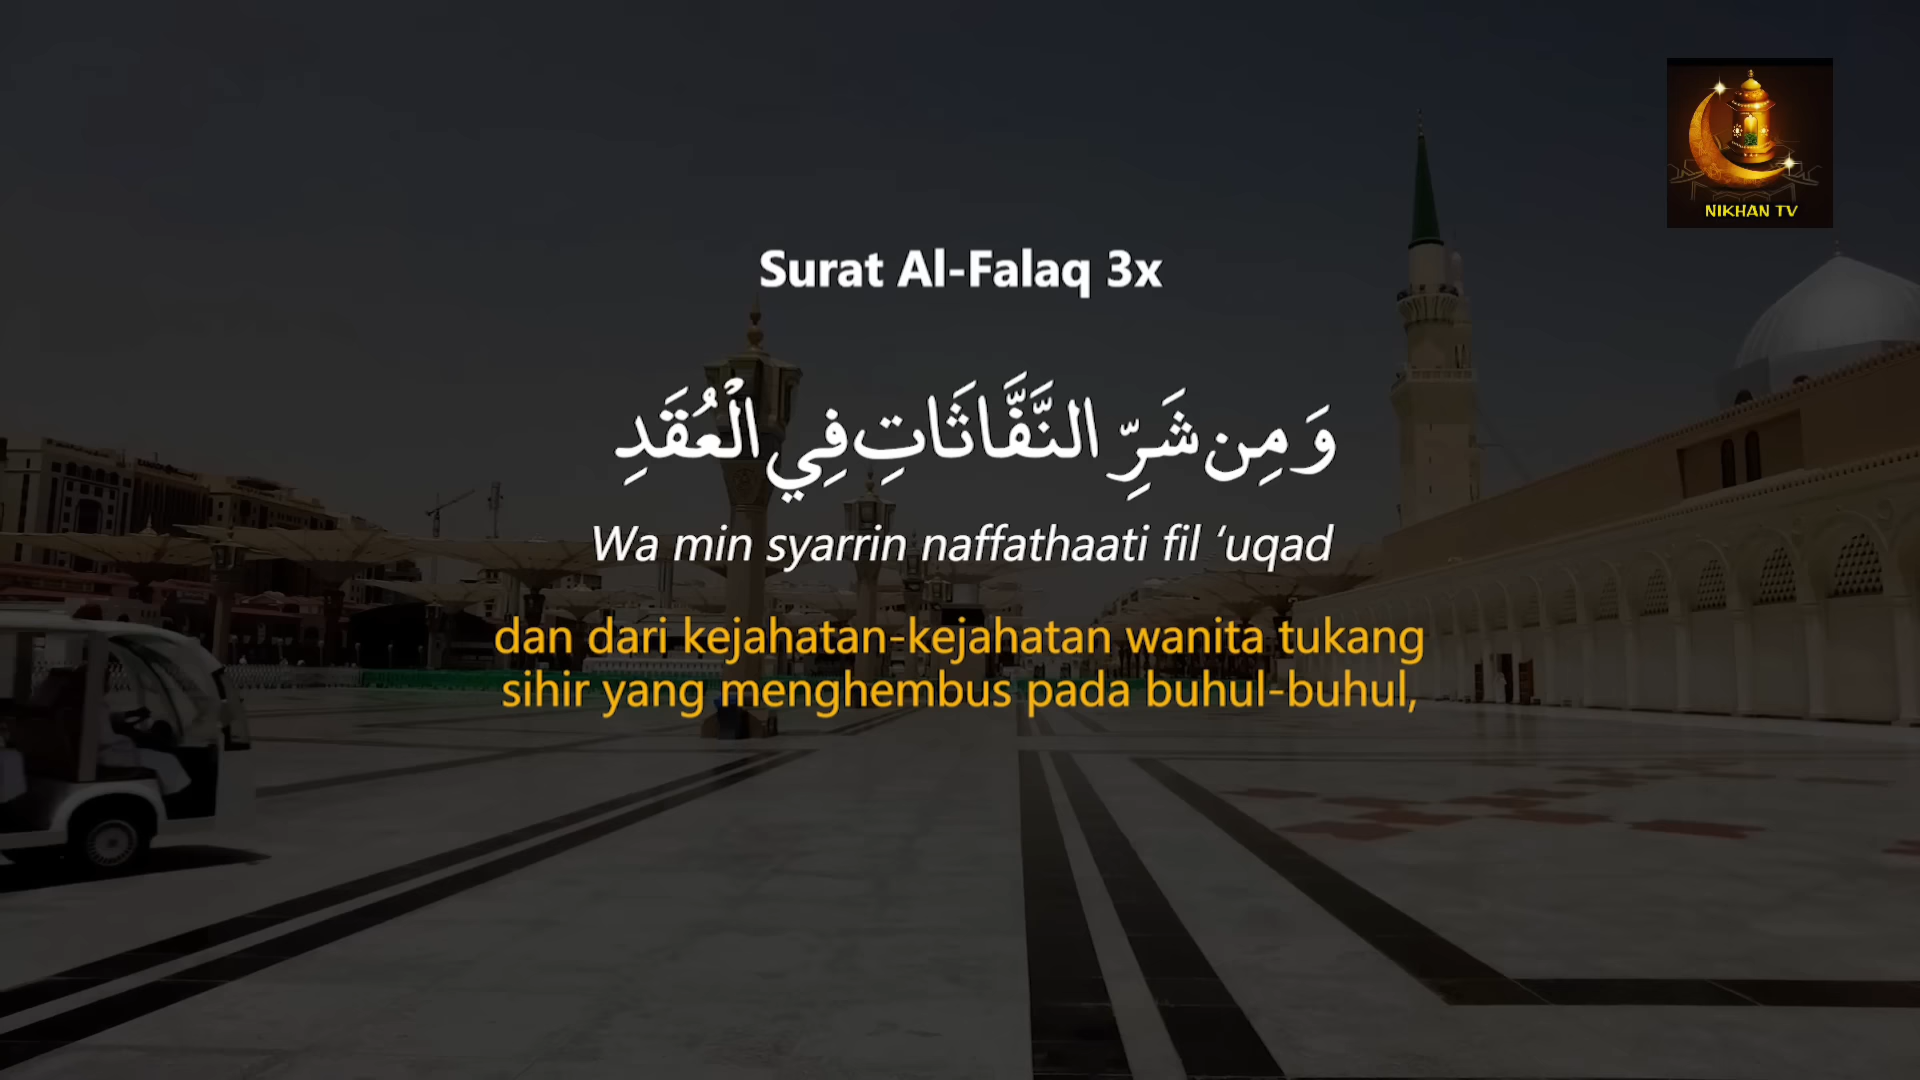 NIKHAN TV
Surat Al-Falaq 3x
وَمِن شَرِّ النَّفَّاثَاتِ فِي الْعُقَدِ
Wa min syarrin naffathaati fil ‘uqad
dan dari kejahatan-kejahatan wanita tukang
sihir yang menghembus pada buhul-buhul,